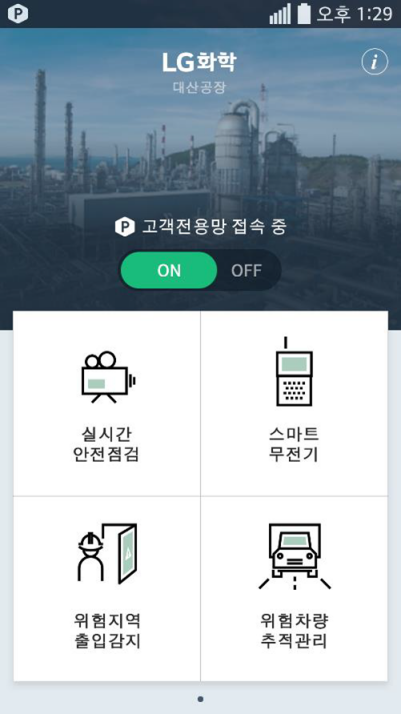 P
오후 1:29
LG화학
i
대산공장
P 고객전용망 접속 중
ON OFF
실시간
안전졈검
스마트
무전기
위험지역
출입감지
위험차량
추적관리